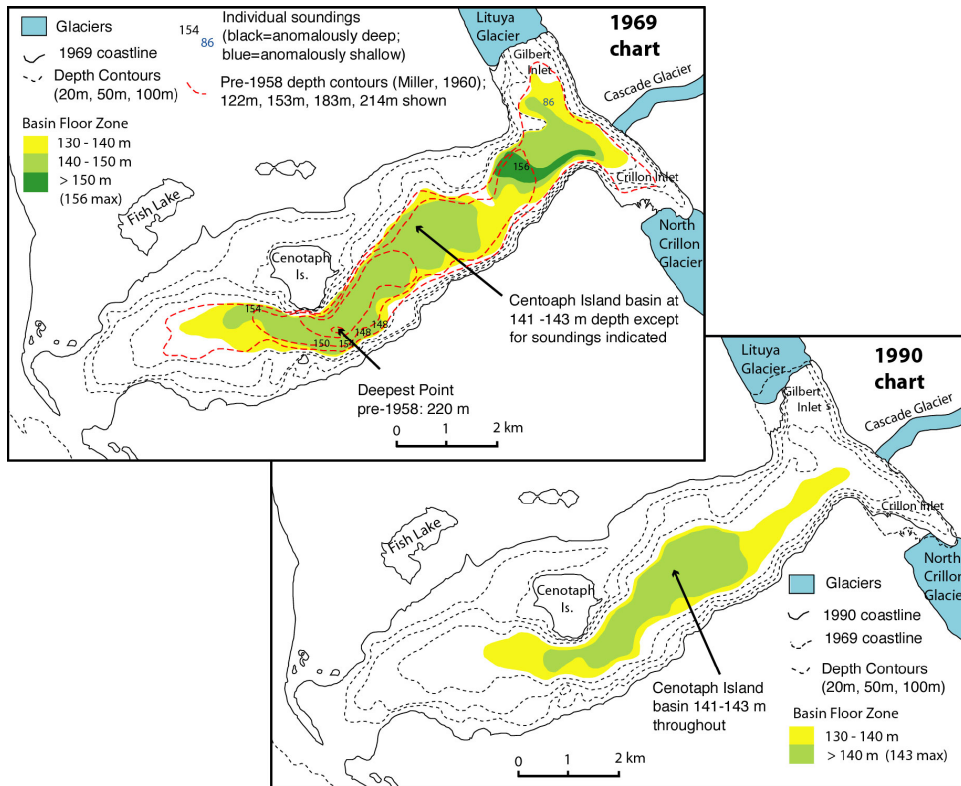 154
86
Individual soundings
(black=anomalously deep;
blue=anomalously shallow)
Glaciers
1969 coastline
Depth Contours
(20m, 50m, 100m)
Pre-1958 depth contours (Miller, 1960);
122m, 153m, 183m, 214m shown
Basin Floor Zone
130 - 140 m
140 - 150 m
> 150 m
(156 max)
Lituya
Glacier
1969
chart
Gilbert
Inlet
Cascade Glacier
86
156
Crillon Inlet
North
Crillon
Glacier
Fish Lake
Cenotaph
Is.
154
148
148
150
154
Centoaph Island basin at
141 -143 m depth except
for soundings indicated
Deepest Point
pre-1958: 220 m
0 1 2 km
Lituya
Glacier
1990
chart
Gilbert
Inlet
Cascade Glacier
Crillon Inlet
North
Crillon
Glacie
Fish Lake
Cenotaph
Is.
Cenotaph Island
basin 141-143 m
throughout
Glaciers
1990 coastline
1969 coastline
Depth Contours
(20m, 50m, 100m)
Basin Floor Zone
130 - 140 m
> 140 m (143 max)
0 1 2 km